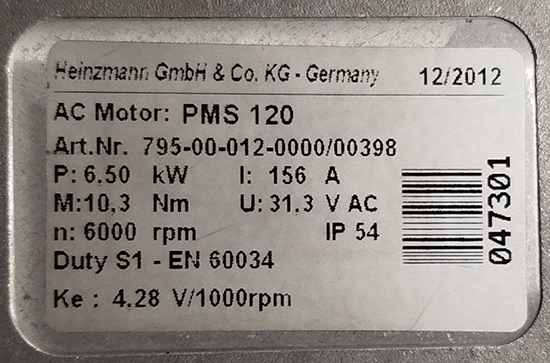 Heinzmann GmbH & Co. KG - Germany 12/2012
AC Motor: PMS 120
Art.Nr. 795-00-012-0000/00398
P: 6.50 kW I: 156 A
M:10,3 Nm U: 31,3 V AC
n: 6000 rpm IP 54
Duty S1 - EN 60034
Ke : 4.28 V/1000rpm
047301